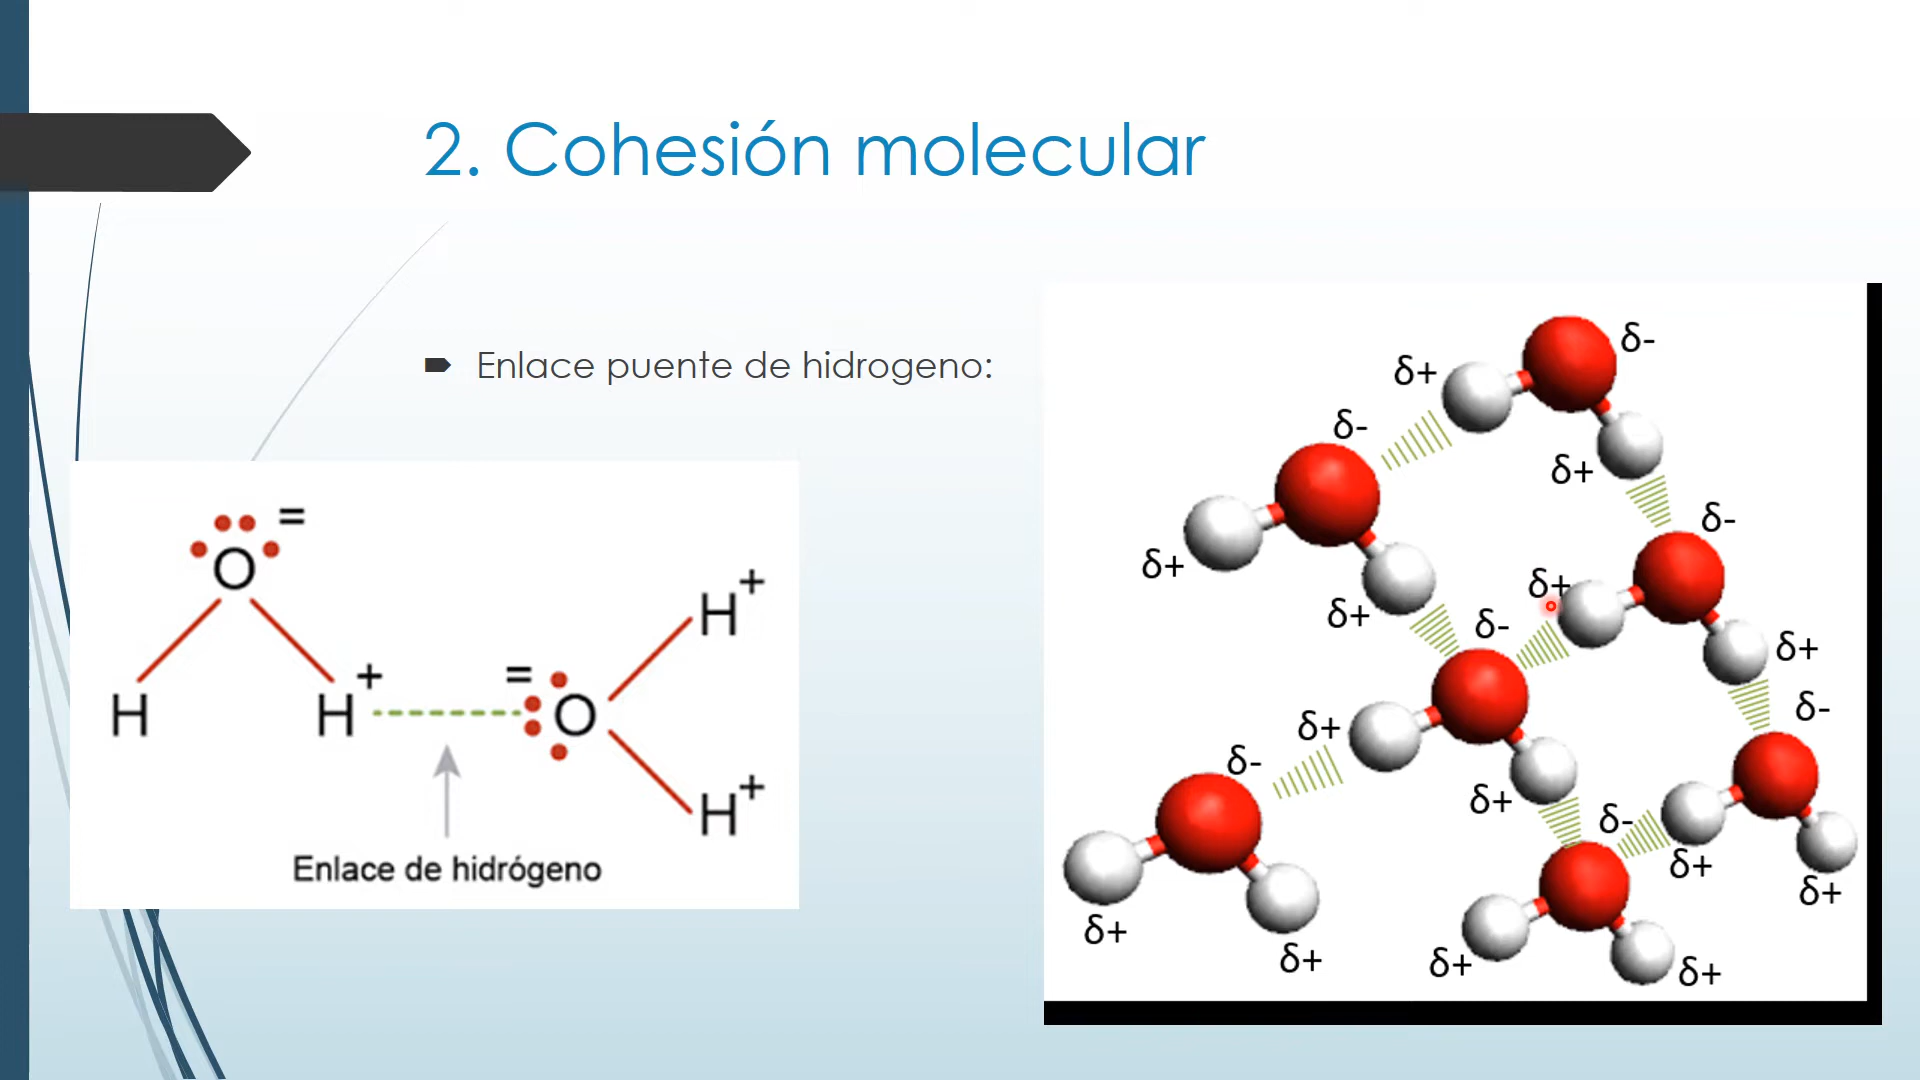 2. Cohesión molecular
Enlace puente de hidrogeno:
=
O
H
H+
=
O
H+
H+
Enlace de hidrógeno
δ-
δ+
δ-
δ+
δ-
δ+
δ+
δ-
δ+
δ+
δ-
δ+
δ-
δ+
δ-
δ+
δ+
δ+
δ+
δ+
δ+